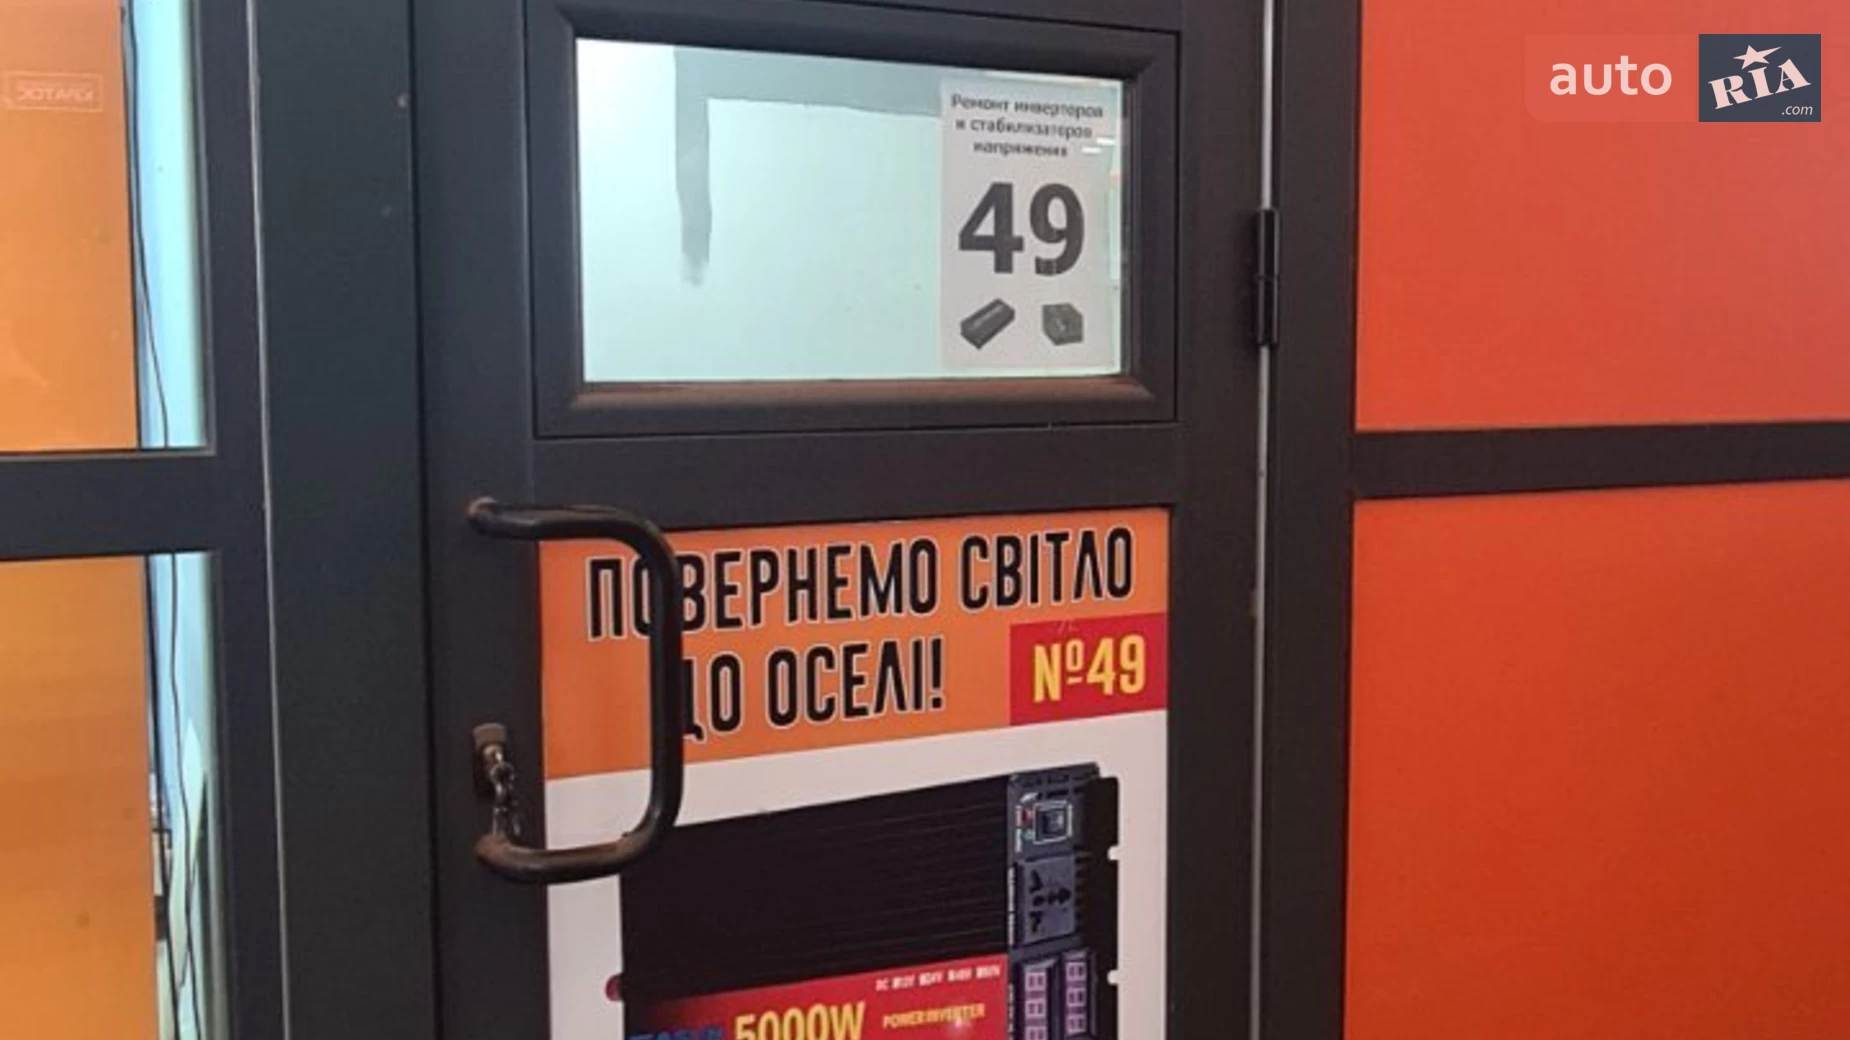 auto
RIA
.com
Ремонт инверторов
и стабилизаторов
напряжения
49
ПОВЕРНЕМО СВІТЛО
ДО ОСЕЛІ!
№49
5000W
POWER INVERTER